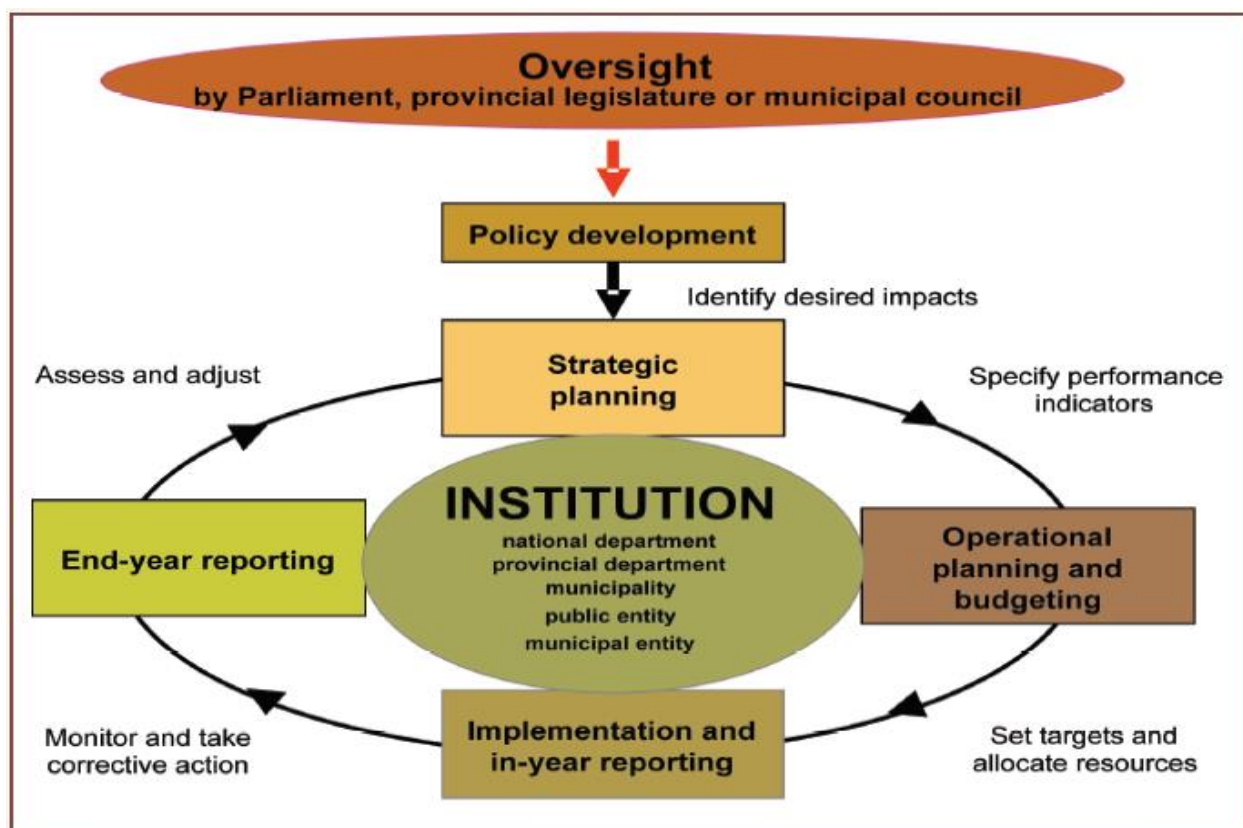 Oversight
by Parliament, provincial legislature or municipal council
Policy development
Identify desired impacts
Strategic
planning
Assess and adjust
Specify performance
indicators
INSTITUTION
national department
provincial department
municipality
public entity
municipal entity
End-year reporting
Operational
planning and
budgeting
Implementation and
in-year reporting
Monitor and take
corrective action
Set targets and
allocate resources